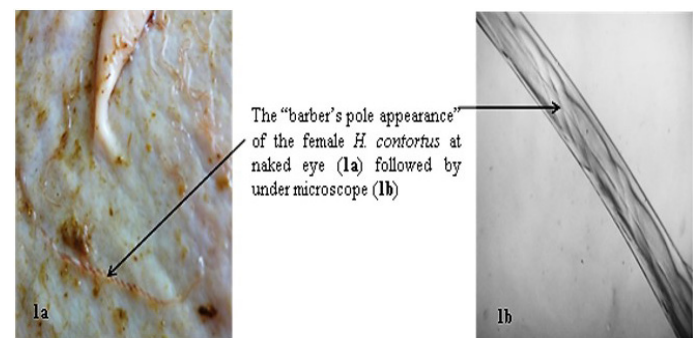 The “barber’s pole appearance”
of the female H. contortus at
naked eye (1a) followed by
under microscope (1b)
1a
1b